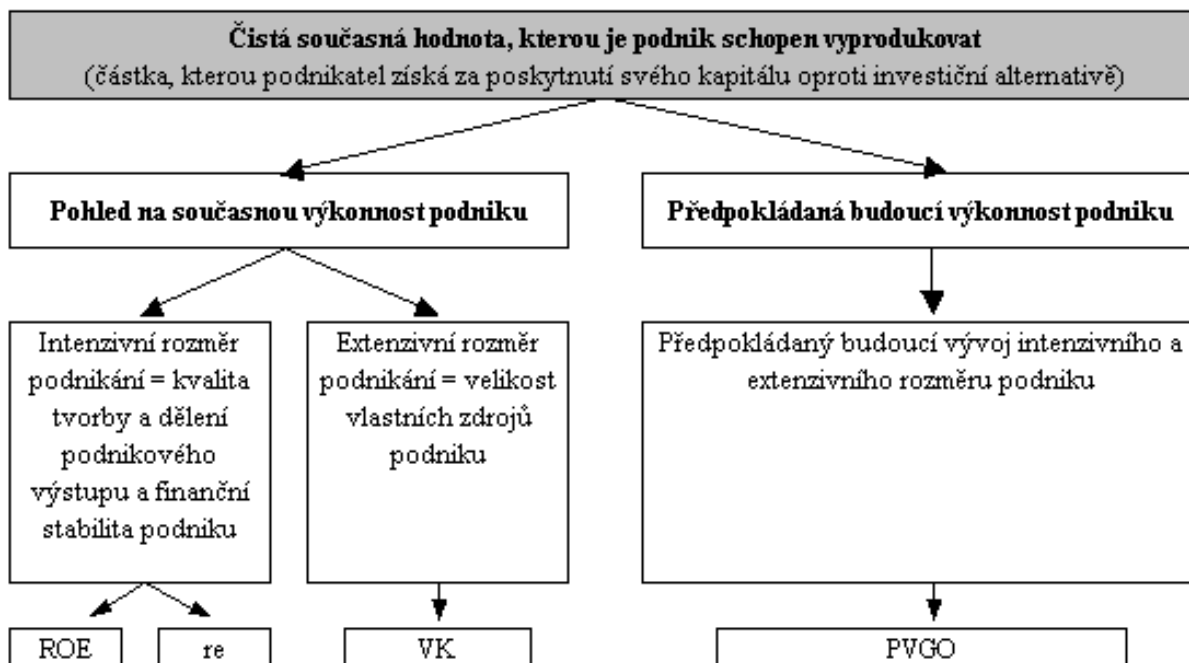 Čistá současná hodnota, kterou je podnik schopen vyprodukovat
(částka, kterou podnikatel získá za poskytnutí svého kapitálu oproti investiční alternativě)
Pohled na současnou výkonnost podniku
Předpokládaná budoucí výkonnost podniku
Intenzivní rozměr
podnikání = kvalita
tvorby a dělení
podnikového
výstupu a finanční
stabilita podniku
Extenzivní rozměr
podnikání = velikost
vlastních zdrojů
podniku
Předpokládaný budoucí vývoj intenzivního a
extenzivního rozměru podniku
ROE
re
VK
PVGO